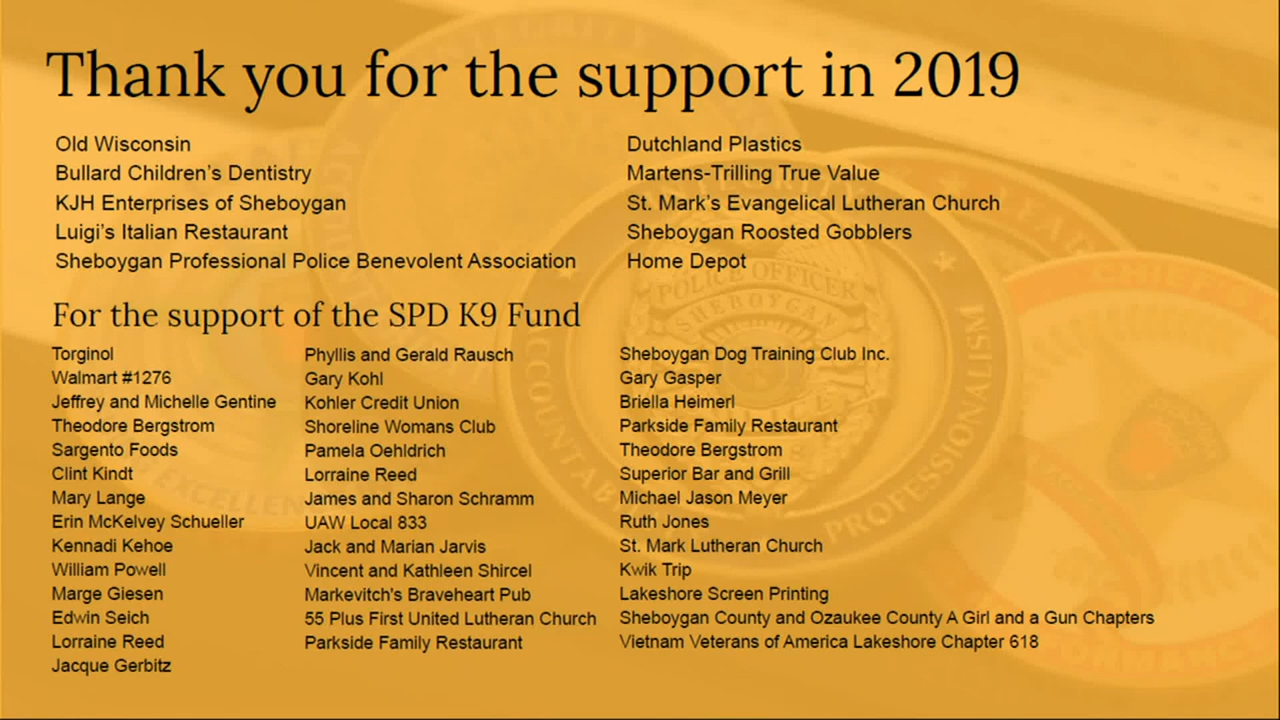 Thank you for the support in 2019
Old Wisconsin
Bullard Children's Dentistry
KJH Enterprises of Sheboygan
Luigi's Italian Restaurant
Sheboygan Professional Police Benevolent Association
Dutchland Plastics
Martens-Trilling True Value
St. Mark's Evangelical Lutheran Church
Sheboygan Roosted Gobblers
Home Depot
For the support of the SPD K9 Fund
Torginol
Walmart #1276
Jeffrey and Michelle Gentine
Theodore Bergstrom
Sargento Foods
Clint Kindt
Mary Lange
Erin McKelvey Schueller
Kennadi Kehoe
William Powell
Marge Giesen
Edwin Seich
Lorraine Reed
Jacque Gerbitz
Phyllis and Gerald Rausch
Gary Kohl
Kohler Credit Union
Shoreline Womans Club
Pamela Oehldrich
Lorraine Reed
James and Sharon Schramm
UAW Local 833
Jack and Marian Jarvis
Vincent and Kathleen Shircel
Markevitch's Braveheart Pub
55 Plus First United Lutheran Church
Parkside Family Restaurant
Sheboygan Dog Training Club Inc.
Gary Gasper
Briella Heimerl
Parkside Family Restaurant
Theodore Bergstrom
Superior Bar and Grill
Michael Jason Meyer
Ruth Jones
St. Mark Lutheran Church
Kwik Trip
Lakeshore Screen Printing
Sheboygan County and Ozaukee County A Girl and a Gun Chapters
Vietnam Veterans of America Lakeshore Chapter 618
INTEGRITY
POLICE OFFICER
SHEBOYGAN
PROFESSIONALISM